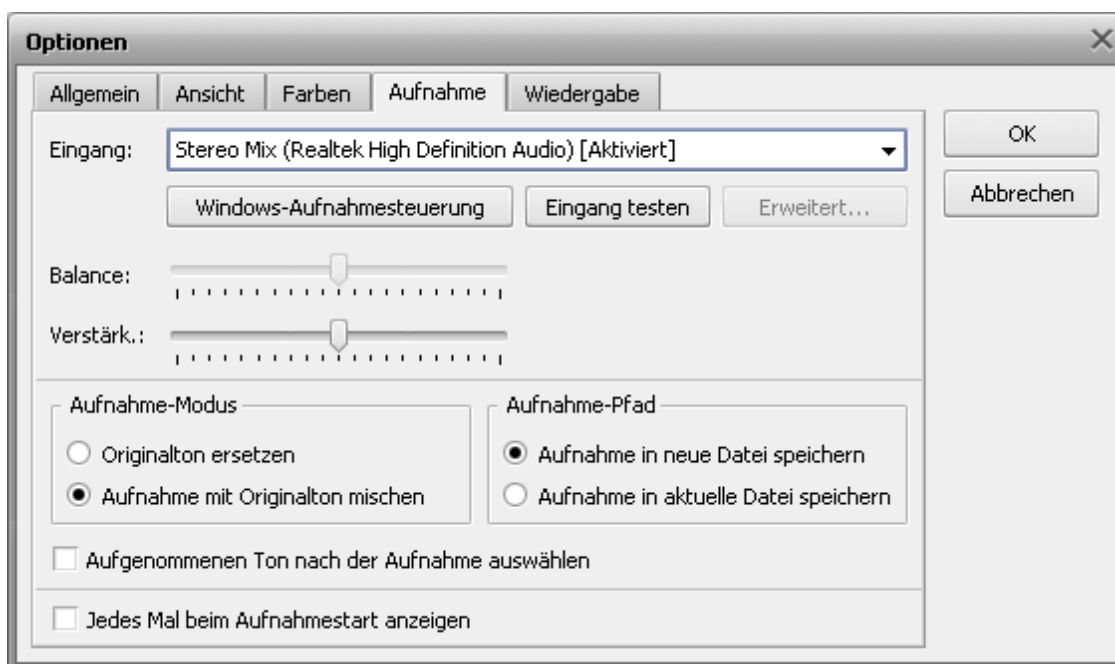 Optionen
Allgemein Ansicht Farben Aufnahme Wiedergabe
Eingang: Stereo Mix (Realtek High Definition Audio) [Aktiviert]
OK
Windows-Aufnahmesteuerung Eingang testen Erweitert...
Abbrechen
Balance:
Verstärk.:
Aufnahme-Modus
Originalton ersetzen
Aufnahme mit Originalton mischen
Aufnahme-Pfad
Aufnahme in neue Datei speichern
Aufnahme in aktuelle Datei speichern
Aufgenommenen Ton nach der Aufnahme auswählen
Jedes Mal beim Aufnahmestart anzeigen